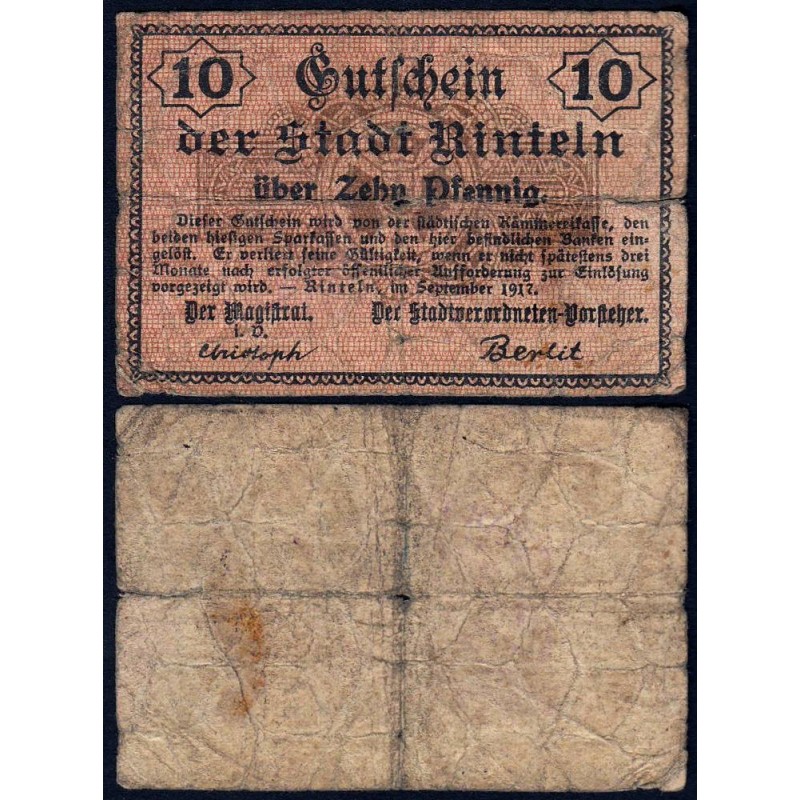 10 Gutschein 10
der Stadt Rinteln
über Zehn Pfennig.
Dieser Gutschein wird von der städtischen Kämmereikasse, den
beiden hiesigen Sparkassen und den hier befindlichen Banken ein-
gelöst. Er verliert seine Gültigkeit, wenn er nicht spätestens drei
Monate nach erfolgter öffentlicher Aufforderung zur Einlösung
vorgezeigt wird. — Rinteln, im September 1917.
Der Magistrat. Der Stadtverordneten-Vorsteher.
i. V.
Christoph Berlit